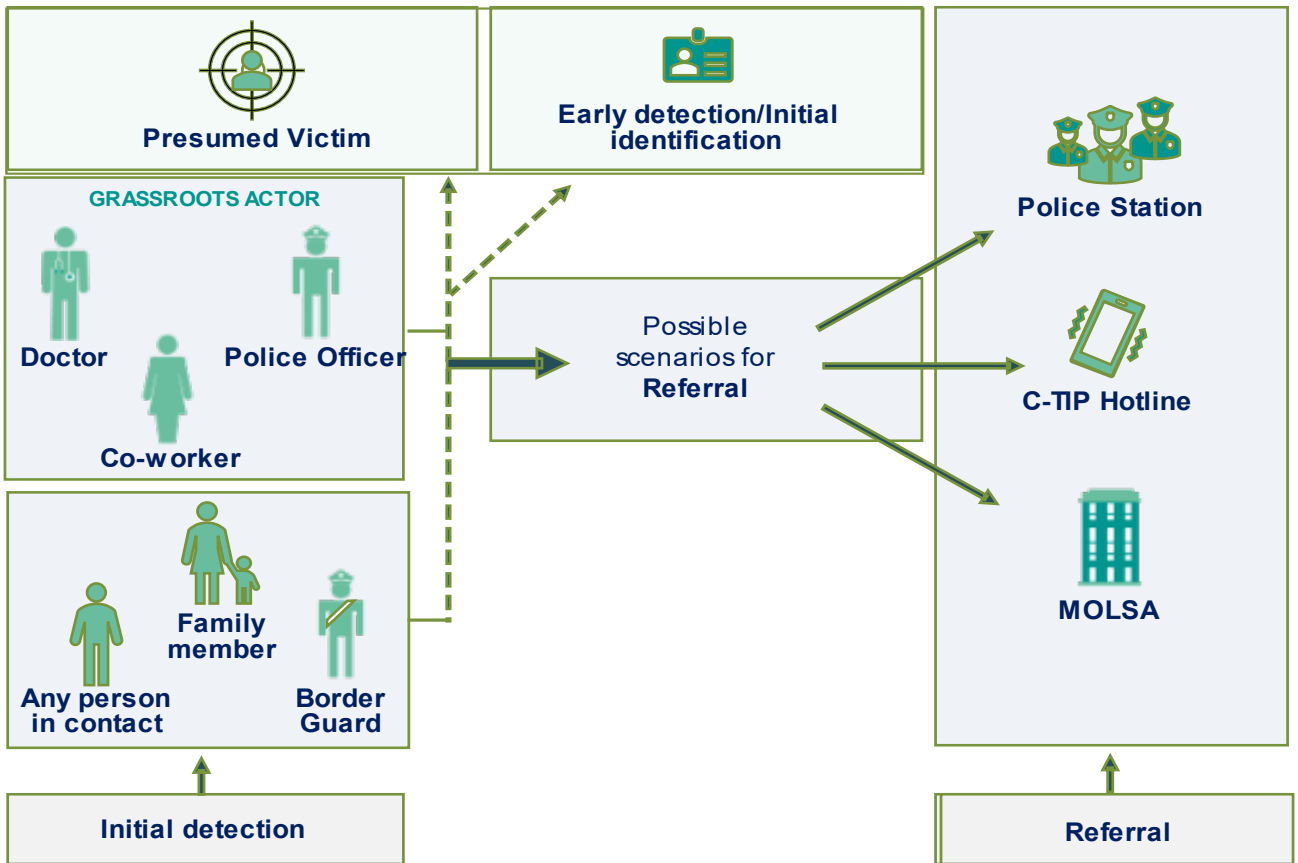 Presumed Victim
Early detection/Initial
identification
GRASSROOTS ACTOR
Doctor
Police Officer
Co-worker
Any person
in contact
Family
member
Border
Guard
Initial detection
Possible
scenarios for
Referral
Police Station
C-TIP Hotline
MOLSA
Referral